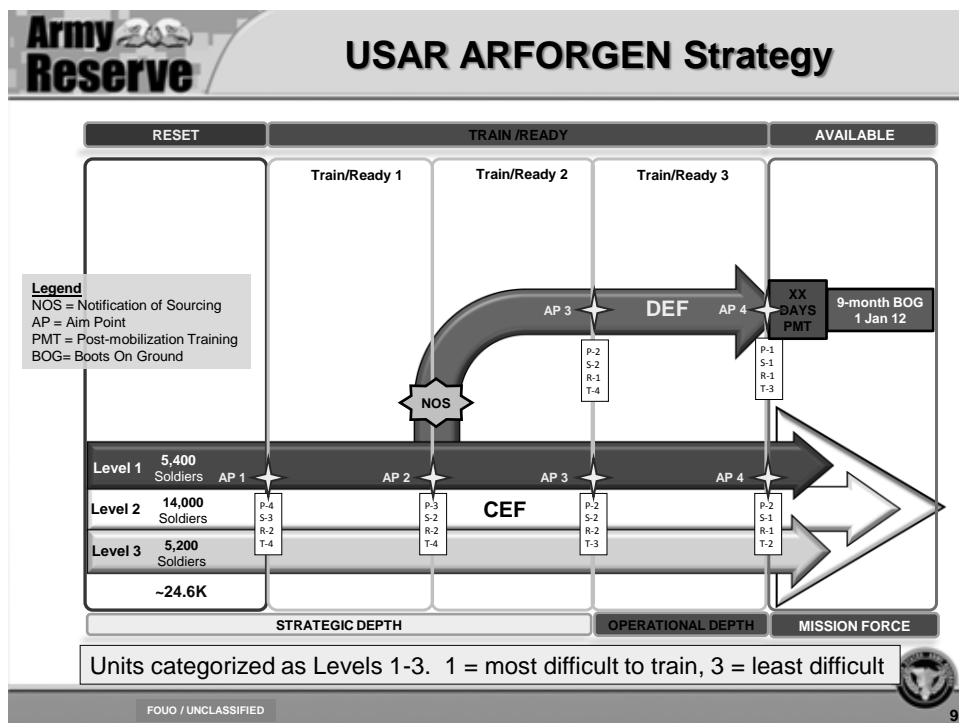 Army
Reserve
USAR ARFORGEN Strategy
RESET
TRAIN /READY
AVAILABLE
Train/Ready 1
Train/Ready 2
Train/Ready 3
Legend
NOS = Notification of Sourcing
AP = Aim Point
PMT = Post-mobilization Training
BOG= Boots On Ground
AP 3
DEF
AP 4
XX
DAYS
PMT
9-month BOG
1 Jan 12
P-2
S-2
R-1
T-4
P-1
S-1
R-1
T-3
NOS
Level 1
5,400
Soldiers
AP 1
AP 2
AP 3
AP 4
Level 2
14,000
Soldiers
CEF
P-4
S-3
R-2
T-4
P-3
S-2
R-2
T-4
P-2
S-2
R-2
T-3
P-2
S-1
R-1
T-2
Level 3
5,200
Soldiers
~24.6K
STRATEGIC DEPTH
OPERATIONAL DEPTH
MISSION FORCE
Units categorized as Levels 1-3. 1 = most difficult to train, 3 = least difficult
FOUO / UNCLASSIFIED
9